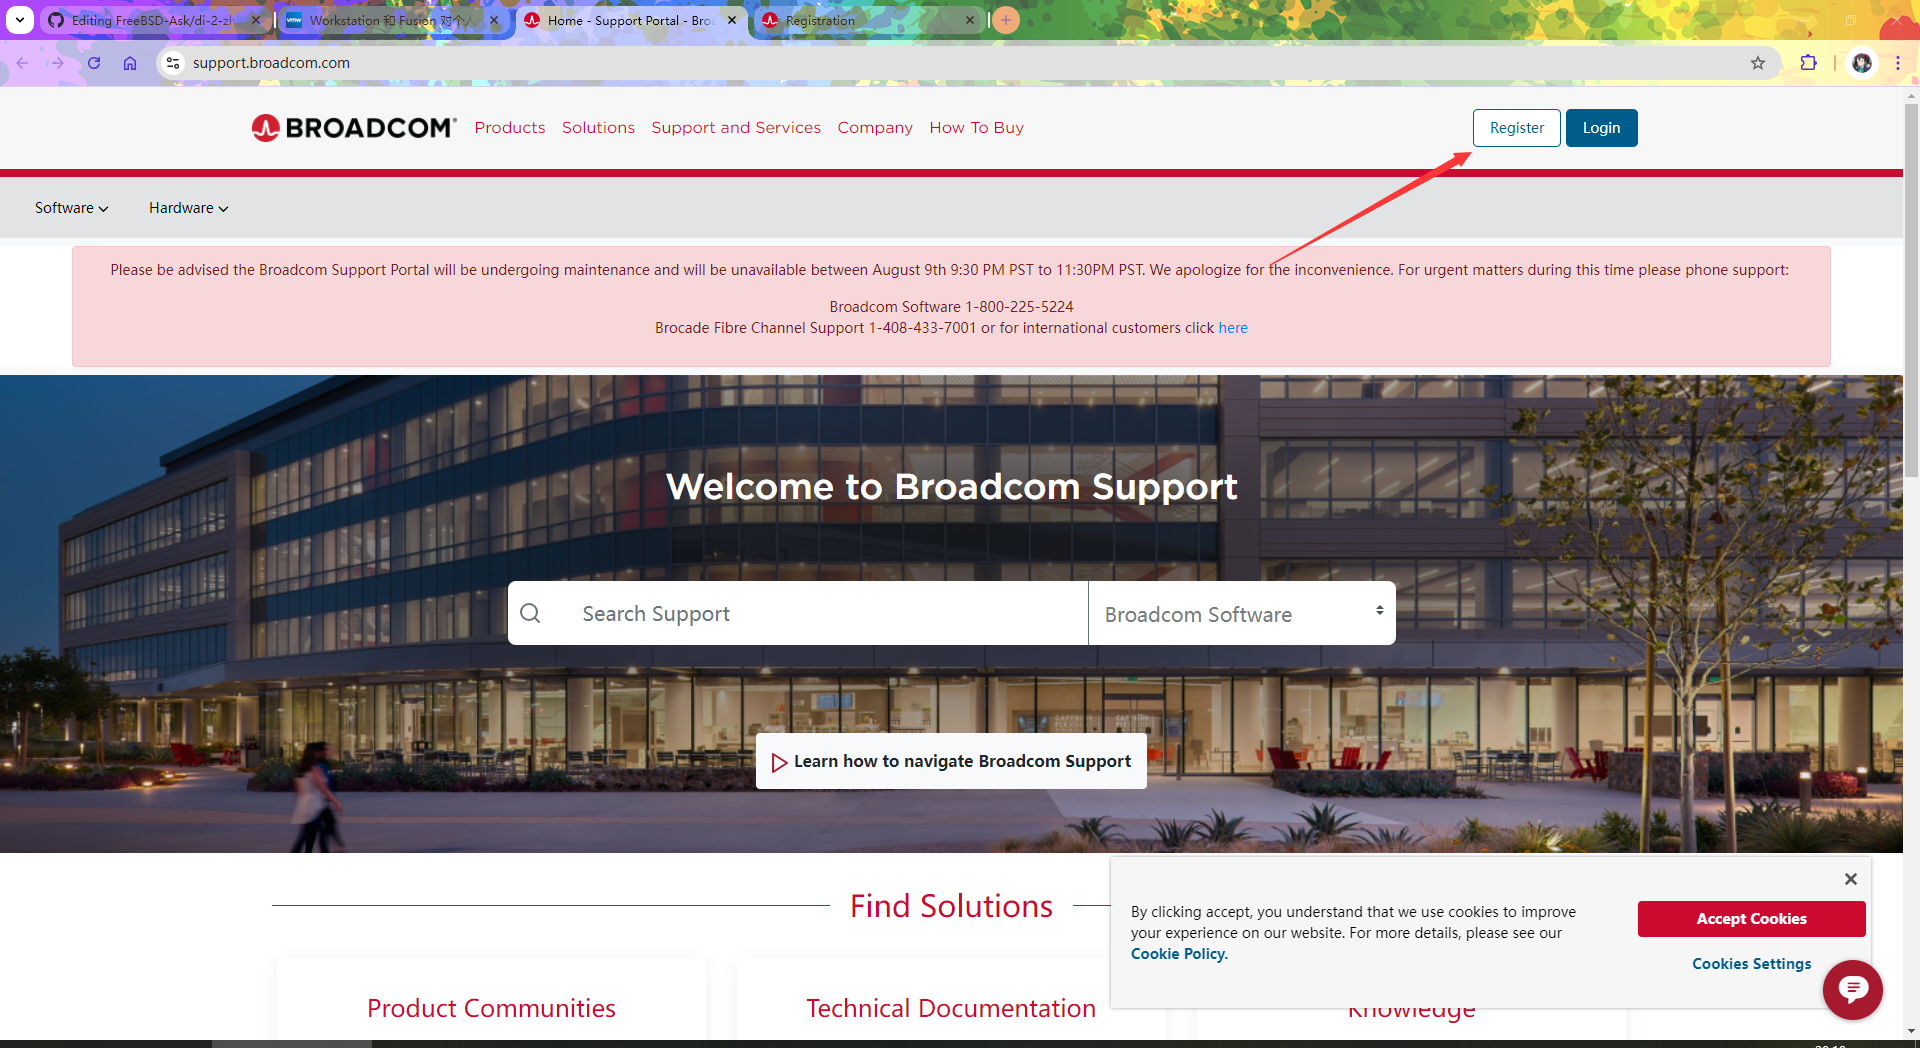 Editing FreeBSD-Ask/di-2-zh
Workstation 和 Fusion 对个人
Home - Support Portal - Broa
Registration
support.broadcom.com
BROADCOM
Products
Solutions
Support and Services
Company
How To Buy
Register
Login
Software
Hardware
Please be advised the Broadcom Support Portal will be undergoing maintenance and will be unavailable between August 9th 9:30 PM PST to 11:30PM PST. We apologize for the inconvenience. For urgent matters during this time please phone support:
Broadcom Software 1-800-225-5224
Brocade Fibre Channel Support 1-408-433-7001 or for international customers click here
Welcome to Broadcom Support
Search Support
Broadcom Software
Learn how to navigate Broadcom Support
Find Solutions
By clicking accept, you understand that we use cookies to improve
your experience on our website. For more details, please see our
Cookie Policy.
Accept Cookies
Cookies Settings
Product Communities
Technical Documentation
Knowledge